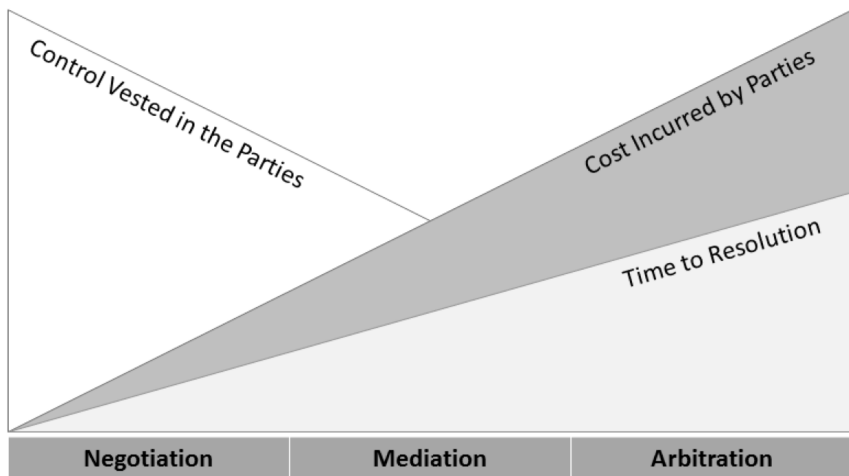 Control Vested in the Parties
Cost Incurred by Parties
Time to Resolution
Negotiation
Mediation
Arbitration